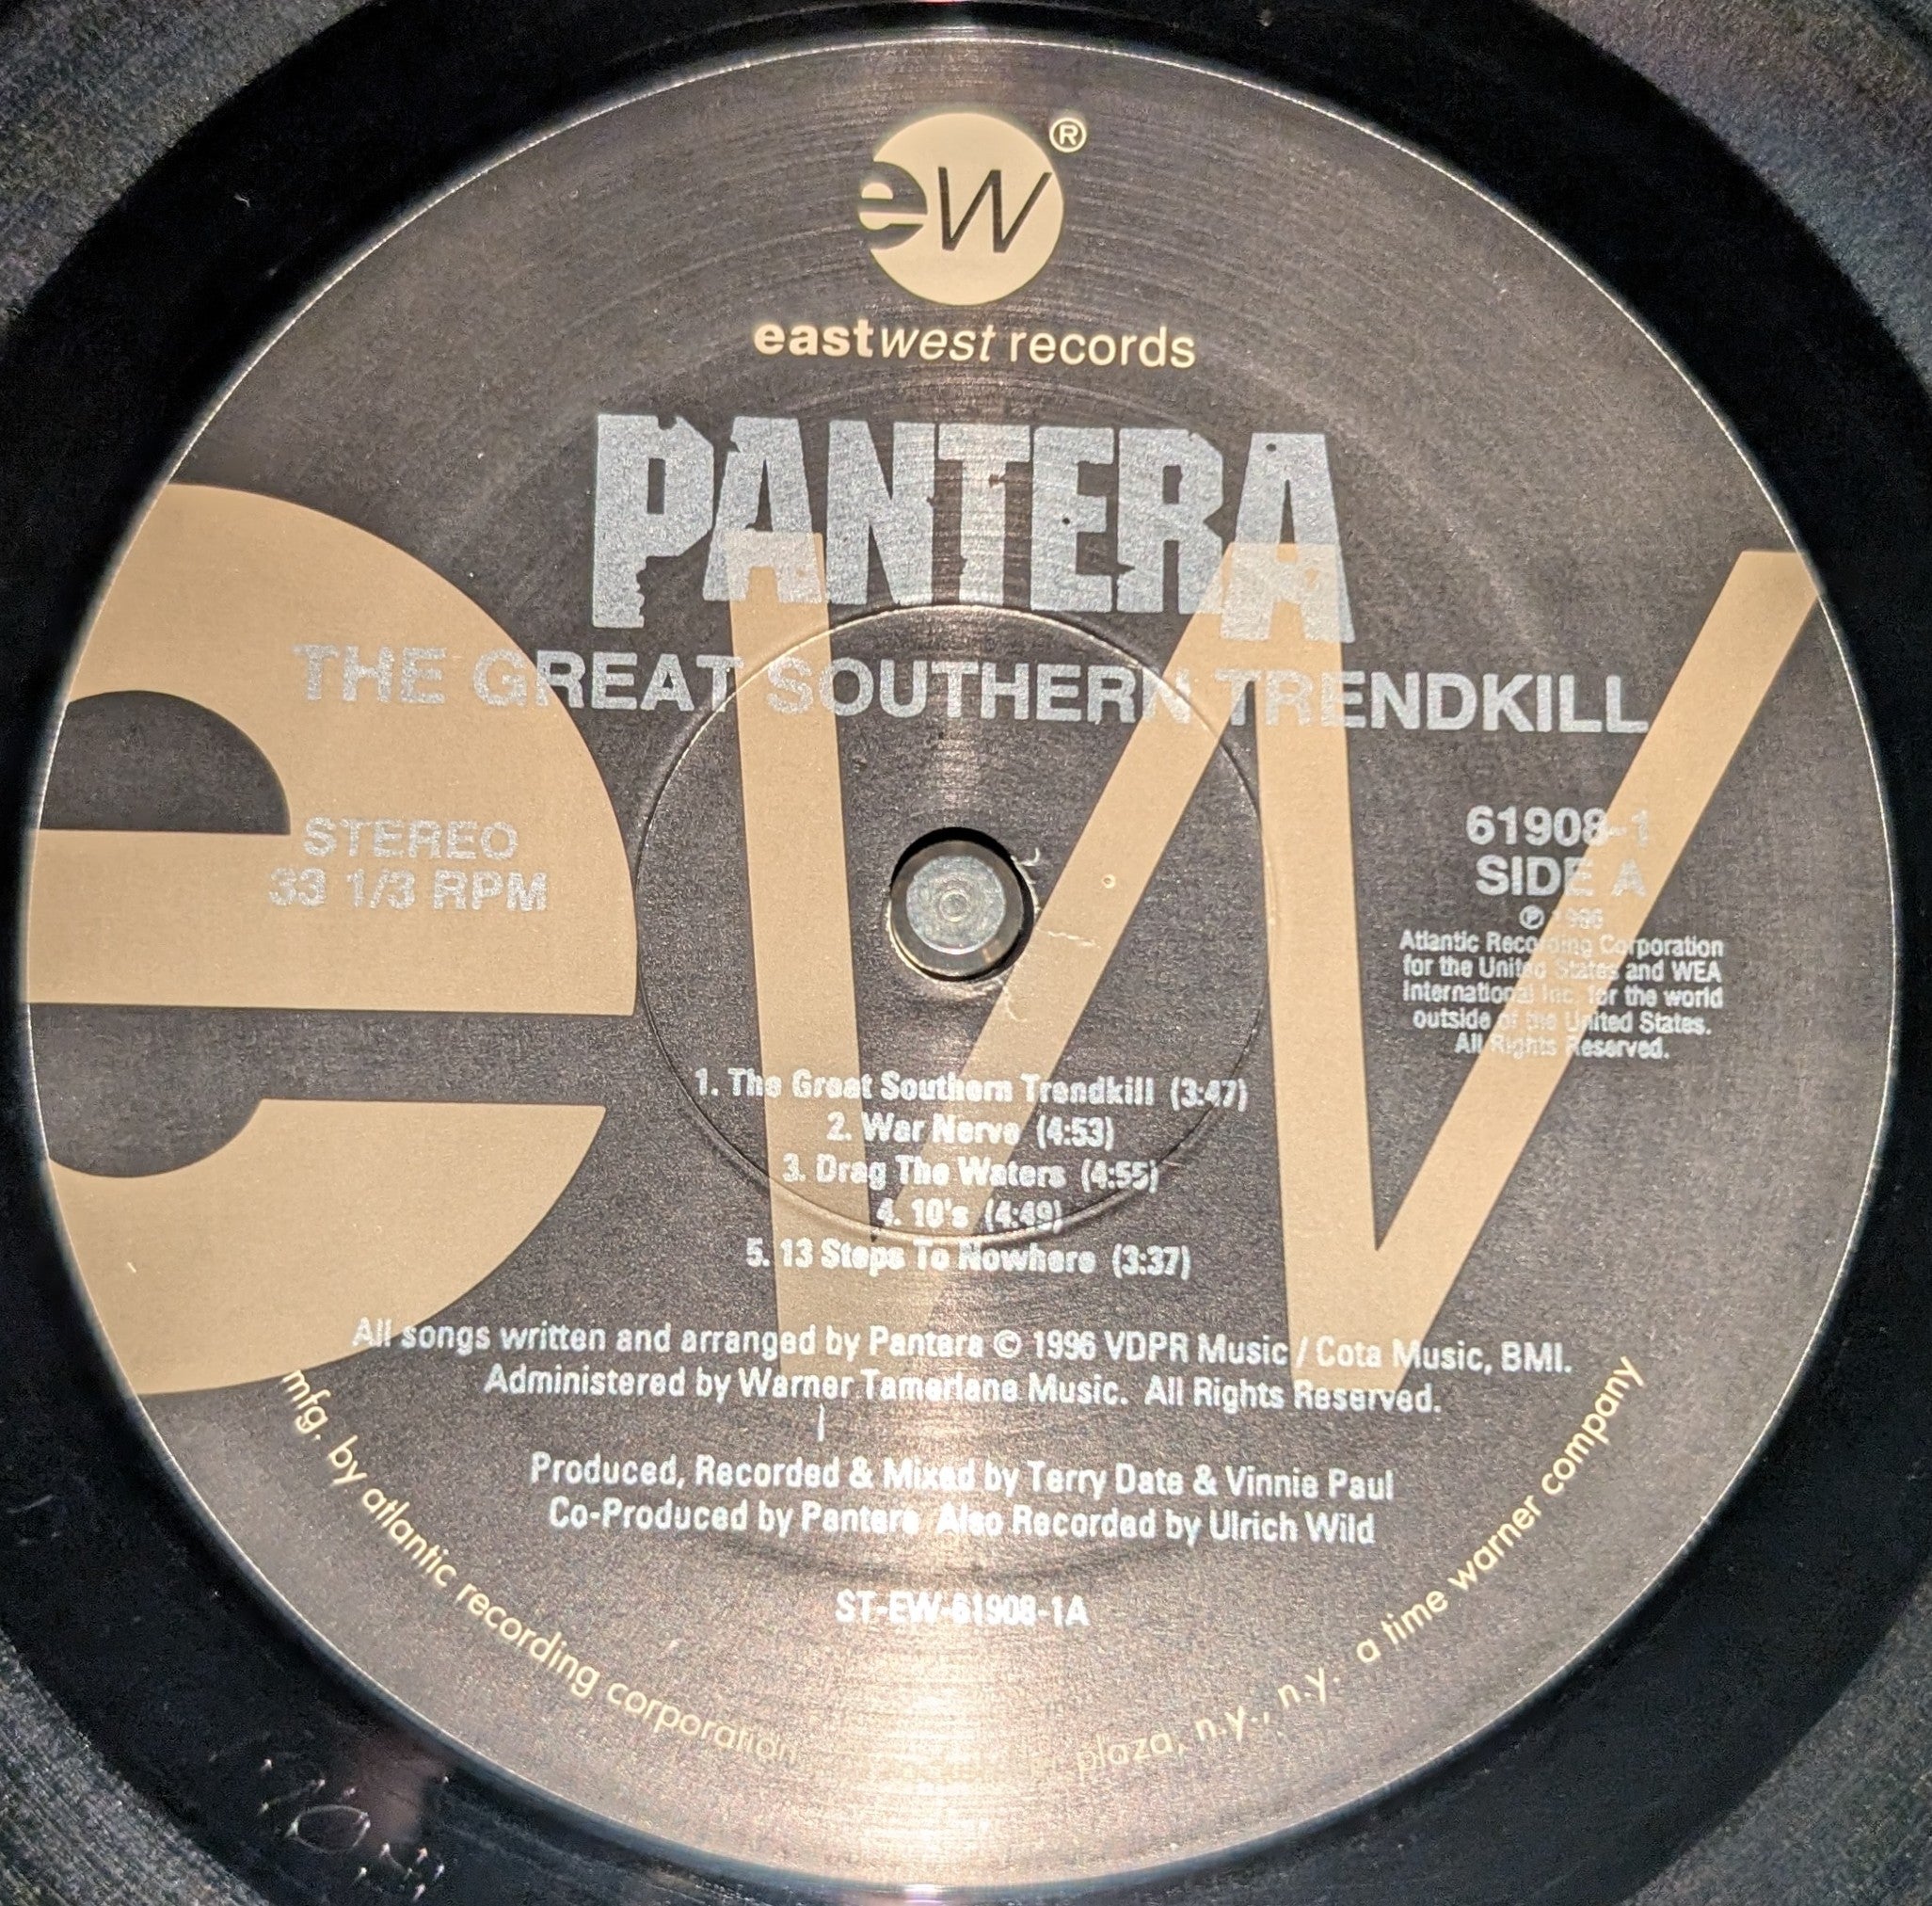 ew®
eastwest records
PANTERA
THE GREAT SOUTHERN TRENDKILL
STEREO
33 1/3 RPM
61908-1
SIDE A
℗ 1996
Atlantic Recording Corporation
for the United States and WEA
International Inc. for the world
outside of the United States.
All Rights Reserved.
1. The Great Southern Trendkill (3:47)
2. War Nerve (4:53)
3. Drag The Waters (4:55)
4. 10's (4:49)
5. 13 Steps To Nowhere (3:37)
All songs written and arranged by Pantera © 1996 VDPR Music / Cota Music, BMI.
Administered by Warner Tamerlane Music. All Rights Reserved.
Produced, Recorded & Mixed by Terry Date & Vinnie Paul
Co-Produced by Pantera Also Recorded by Ulrich Wild
ST-EW-61908-1A
mfg. by atlantic recording corporation plaza, n.y., n.y. a time warner company
ew